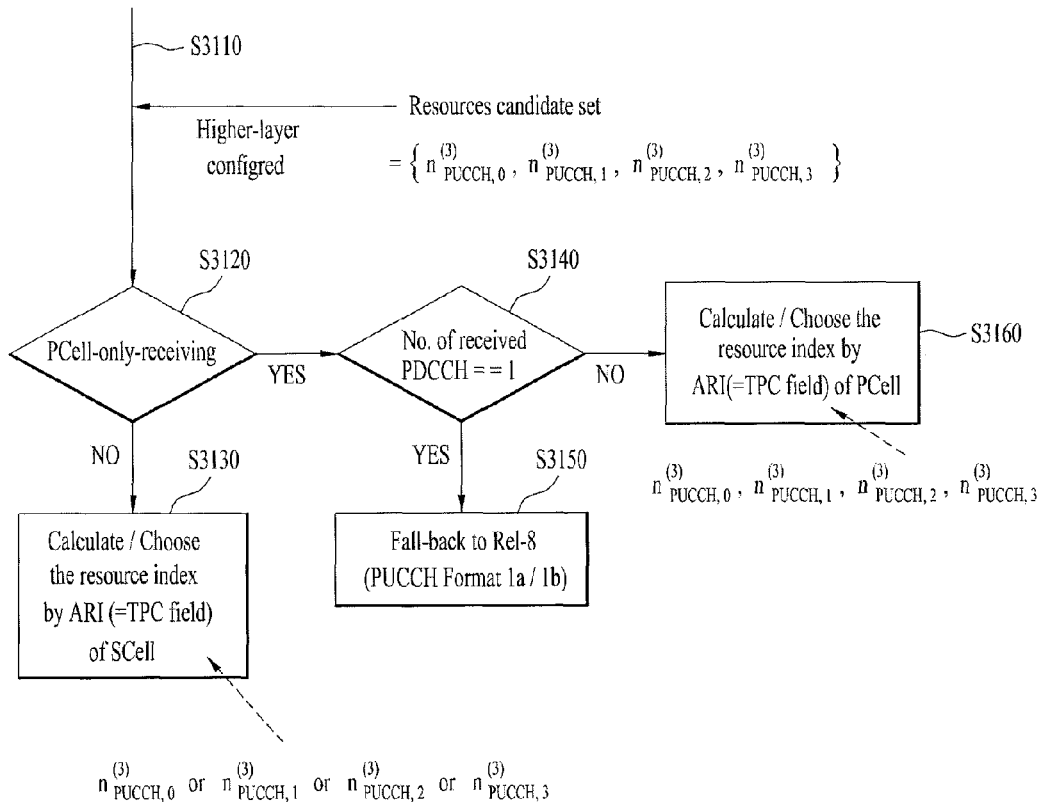 S3110
Resources candidate set
Higher-layer
configred
= { n^{(3)}_{PUCCH, 0} , n^{(3)}_{PUCCH, 1} , n^{(3)}_{PUCCH, 2} , n^{(3)}_{PUCCH, 3} }
S3120
S3140
PCell-only-receiving
YES
NO
No. of received
PDCCH = = 1
NO
YES
Calculate / Choose the
resource index by
ARI(=TPC field) of PCell
S3160
n^{(3)}_{PUCCH, 0} , n^{(3)}_{PUCCH, 1} , n^{(3)}_{PUCCH, 2} , n^{(3)}_{PUCCH, 3}
S3130
Calculate / Choose
the resource index
by ARI (=TPC field)
of SCell
S3150
Fall-back to Rel-8
(PUCCH Format 1a / 1b)
n^{(3)}_{PUCCH, 0} or n^{(3)}_{PUCCH, 1} or n^{(3)}_{PUCCH, 2} or n^{(3)}_{PUCCH, 3}